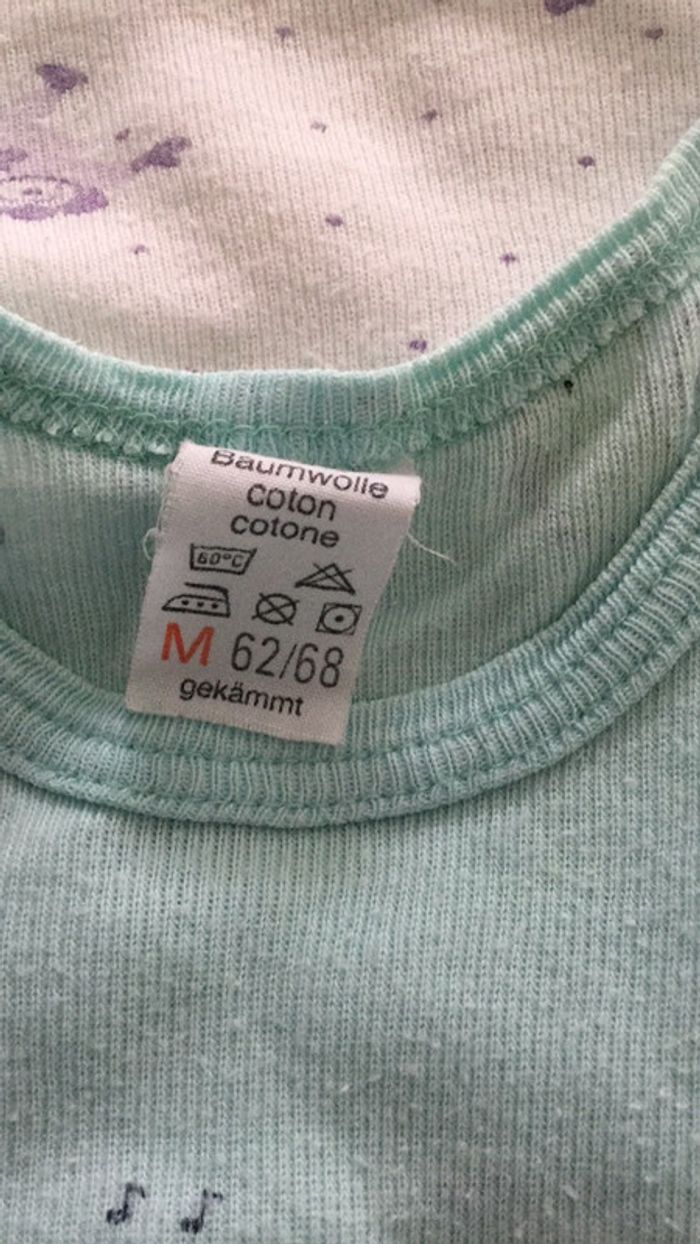 Baumwolle
coton
cotone
60°C
M 62/68
gekämmt